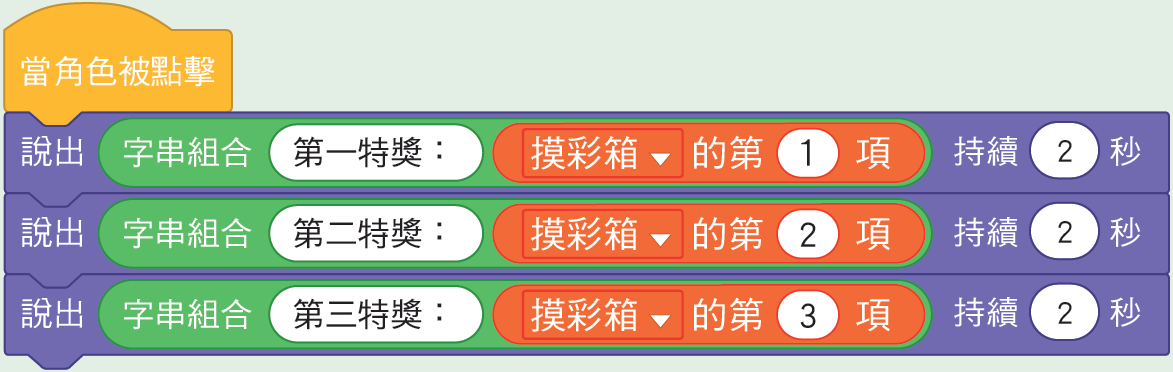 當角色被點擊
說出 字串組合 第一特獎： 摸彩箱 的第 1 項 持續 2 秒
說出 字串組合 第二特獎： 摸彩箱 的第 2 項 持續 2 秒
說出 字串組合 第三特獎： 摸彩箱 的第 3 項 持續 2 秒